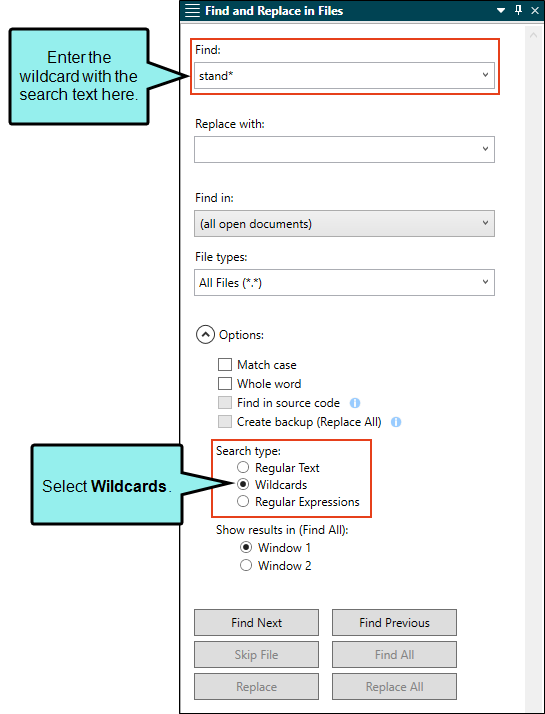 Find and Replace in Files
Enter the
wildcard with the
search text here.
Find:
stand*
Replace with:
Find in:
(all open documents)
File types:
All Files (*.*)
Options:
Match case
Whole word
Find in source code
Create backup (Replace All)
Select Wildcards.
Search type:
Regular Text
Wildcards
Regular Expressions
Show results in (Find All):
Window 1
Window 2
Find Next Find Previous
Skip File Find All
Replace Replace All